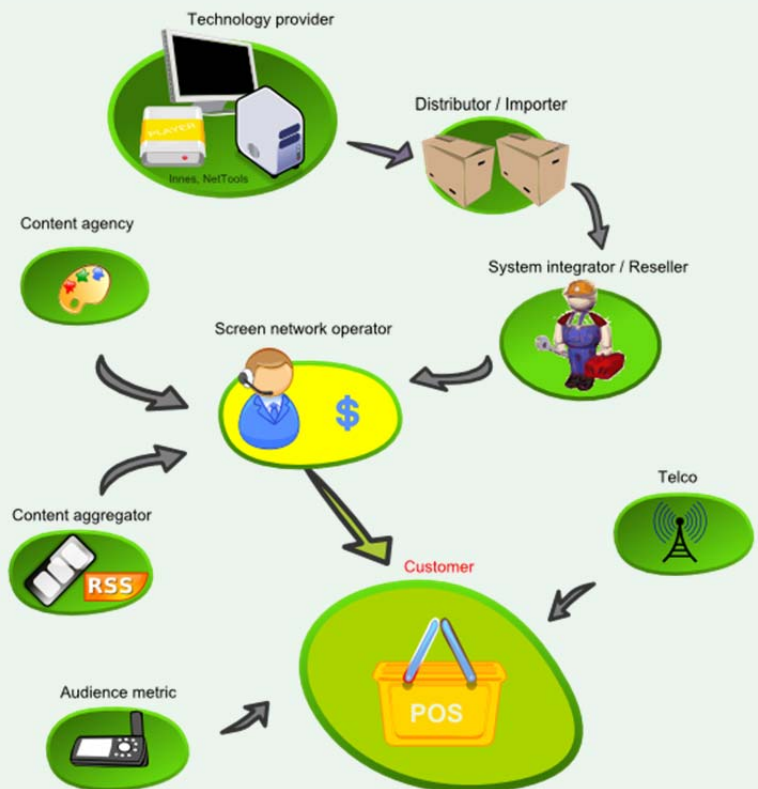 Technology provider
PLAYER
Innes, NetTools
Distributor / Importer
Content agency
System integrator / Reseller
Screen network operator
$
Telco
Content aggregator
RSS
Customer
Audience metric
POS